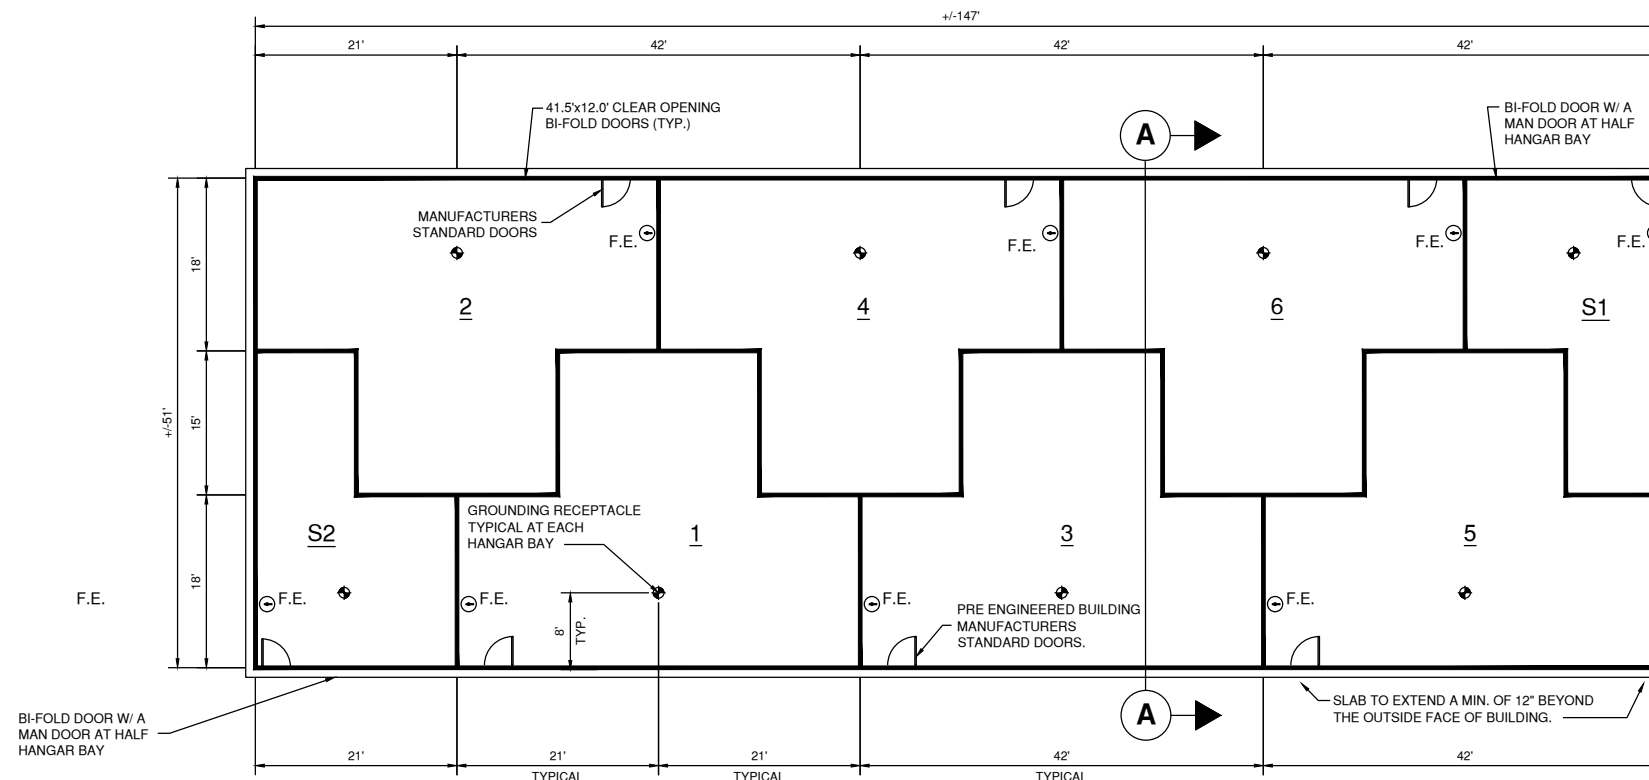 +/-147'
21'
42'
42'
42'
41.5'x12.0' CLEAR OPENING
BI-FOLD DOORS (TYP.)
A
BI-FOLD DOOR W/ A
MAN DOOR AT HALF
HANGAR BAY
MANUFACTURERS
STANDARD DOORS
F.E.
F.E.
F.E.
F.E.
18'
2
4
6
S1
+/-51'
15'
GROUNDING RECEPTACLE
TYPICAL AT EACH
HANGAR BAY
S2
1
3
5
18'
F.E.
F.E.
F.E.
F.E.
F.E.
8'
TYP.
PRE ENGINEERED BUILDING
MANUFACTURERS
STANDARD DOORS.
BI-FOLD DOOR W/ A
MAN DOOR AT HALF
HANGAR BAY
A
SLAB TO EXTEND A MIN. OF 12" BEYOND
THE OUTSIDE FACE OF BUILDING.
21'
21'
21'
42'
42'
TYPICAL
TYPICAL
TYPICAL